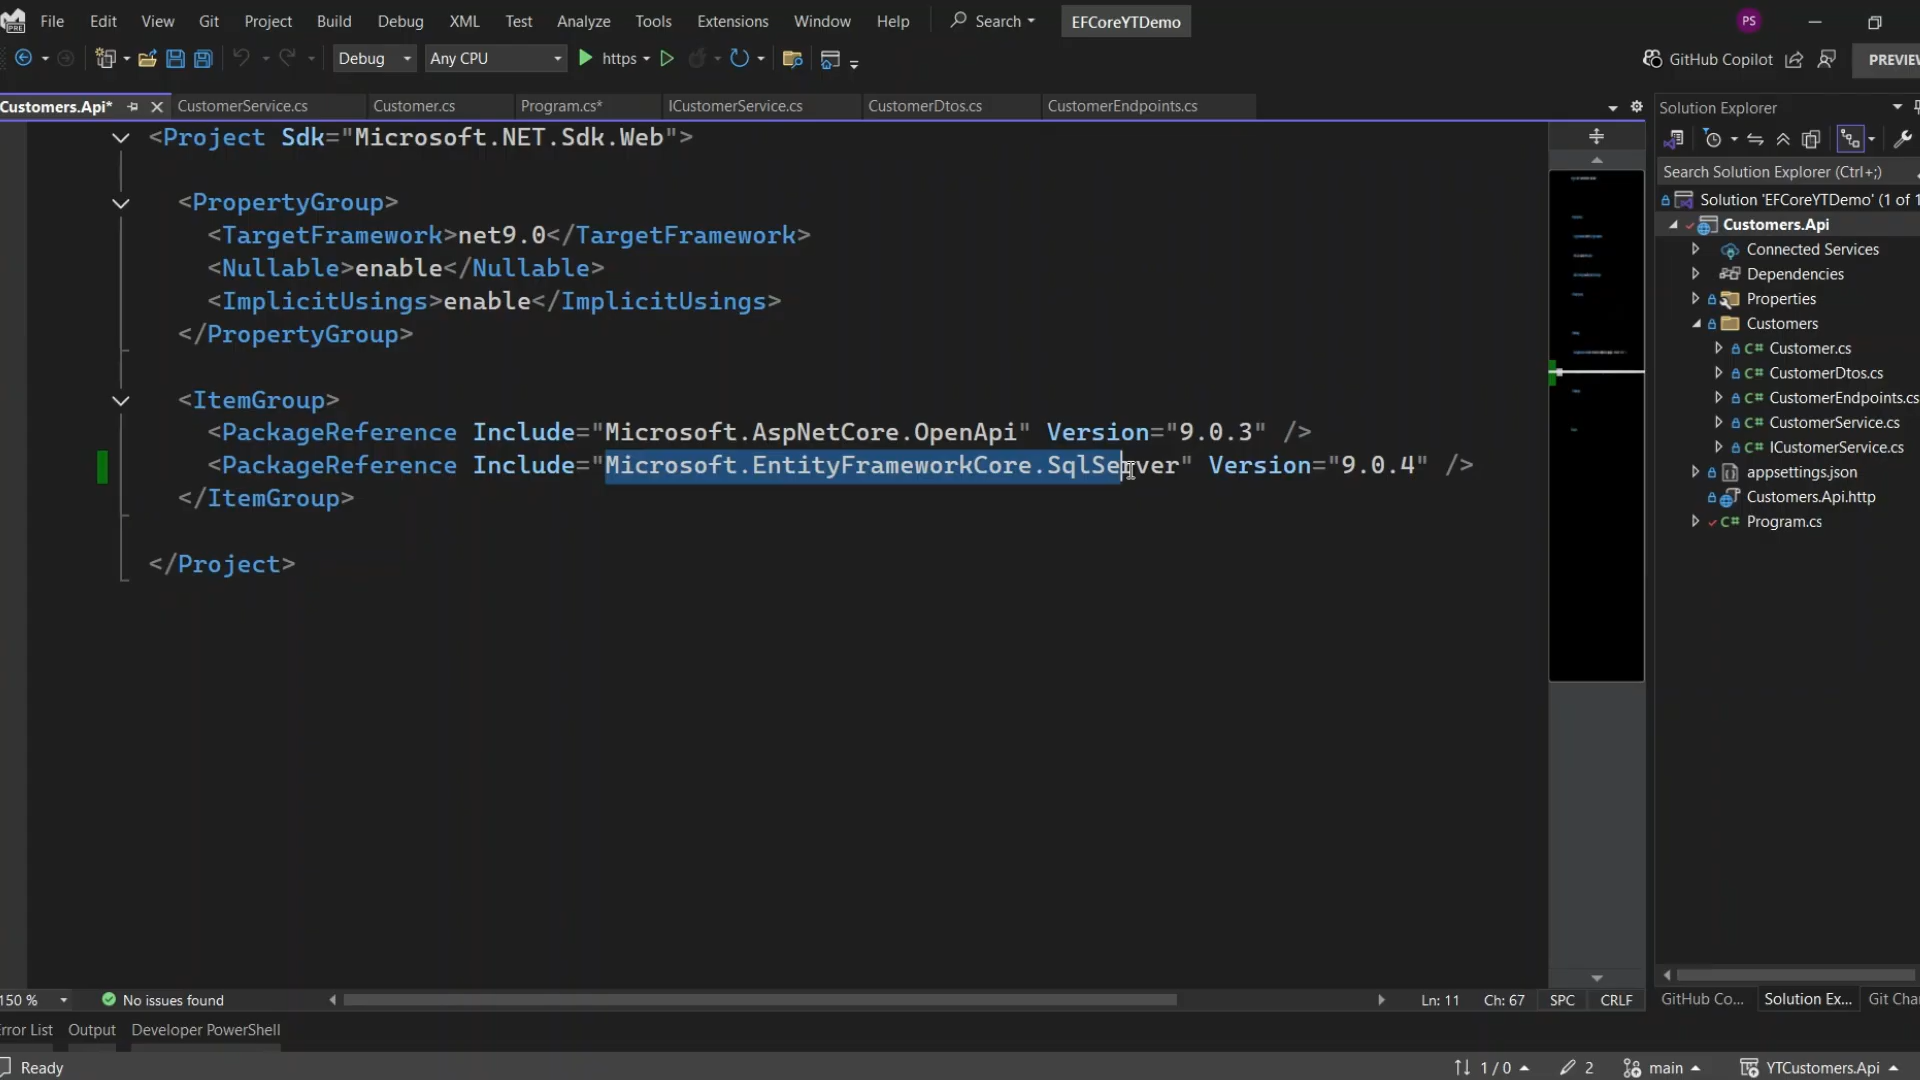 PRE File Edit View Git Project Build Debug XML Test Analyze Tools Extensions Window Help Search EFCoreYTDemo PS
Debug Any CPU https GitHub Copilot PREVIEW
Customers.Api* CustomerService.cs Customer.cs Program.cs* ICustomerService.cs CustomerDtos.cs CustomerEndpoints.cs
<Project Sdk="Microsoft.NET.Sdk.Web">
<PropertyGroup>
<TargetFramework>net9.0</TargetFramework>
<Nullable>enable</Nullable>
<ImplicitUsings>enable</ImplicitUsings>
</PropertyGroup>
<ItemGroup>
<PackageReference Include="Microsoft.AspNetCore.OpenApi" Version="9.0.3" />
<PackageReference Include="Microsoft.EntityFrameworkCore.SqlServer" Version="9.0.4" />
</ItemGroup>
</Project>
Solution Explorer
Search Solution Explorer (Ctrl+;)
Solution 'EFCoreYTDemo' (1 of 1
Customers.Api
Connected Services
Dependencies
Properties
Customers
C# Customer.cs
C# CustomerDtos.cs
C# CustomerEndpoints.cs
C# CustomerService.cs
C# ICustomerService.cs
appsettings.json
Customers.Api.http
C# Program.cs
150 % No issues found Ln: 11 Ch: 67 SPC CRLF
GitHub Co... Solution Ex... Git Cha
Error List Output Developer PowerShell
Ready 1 / 0 2 main YTCustomers.Api